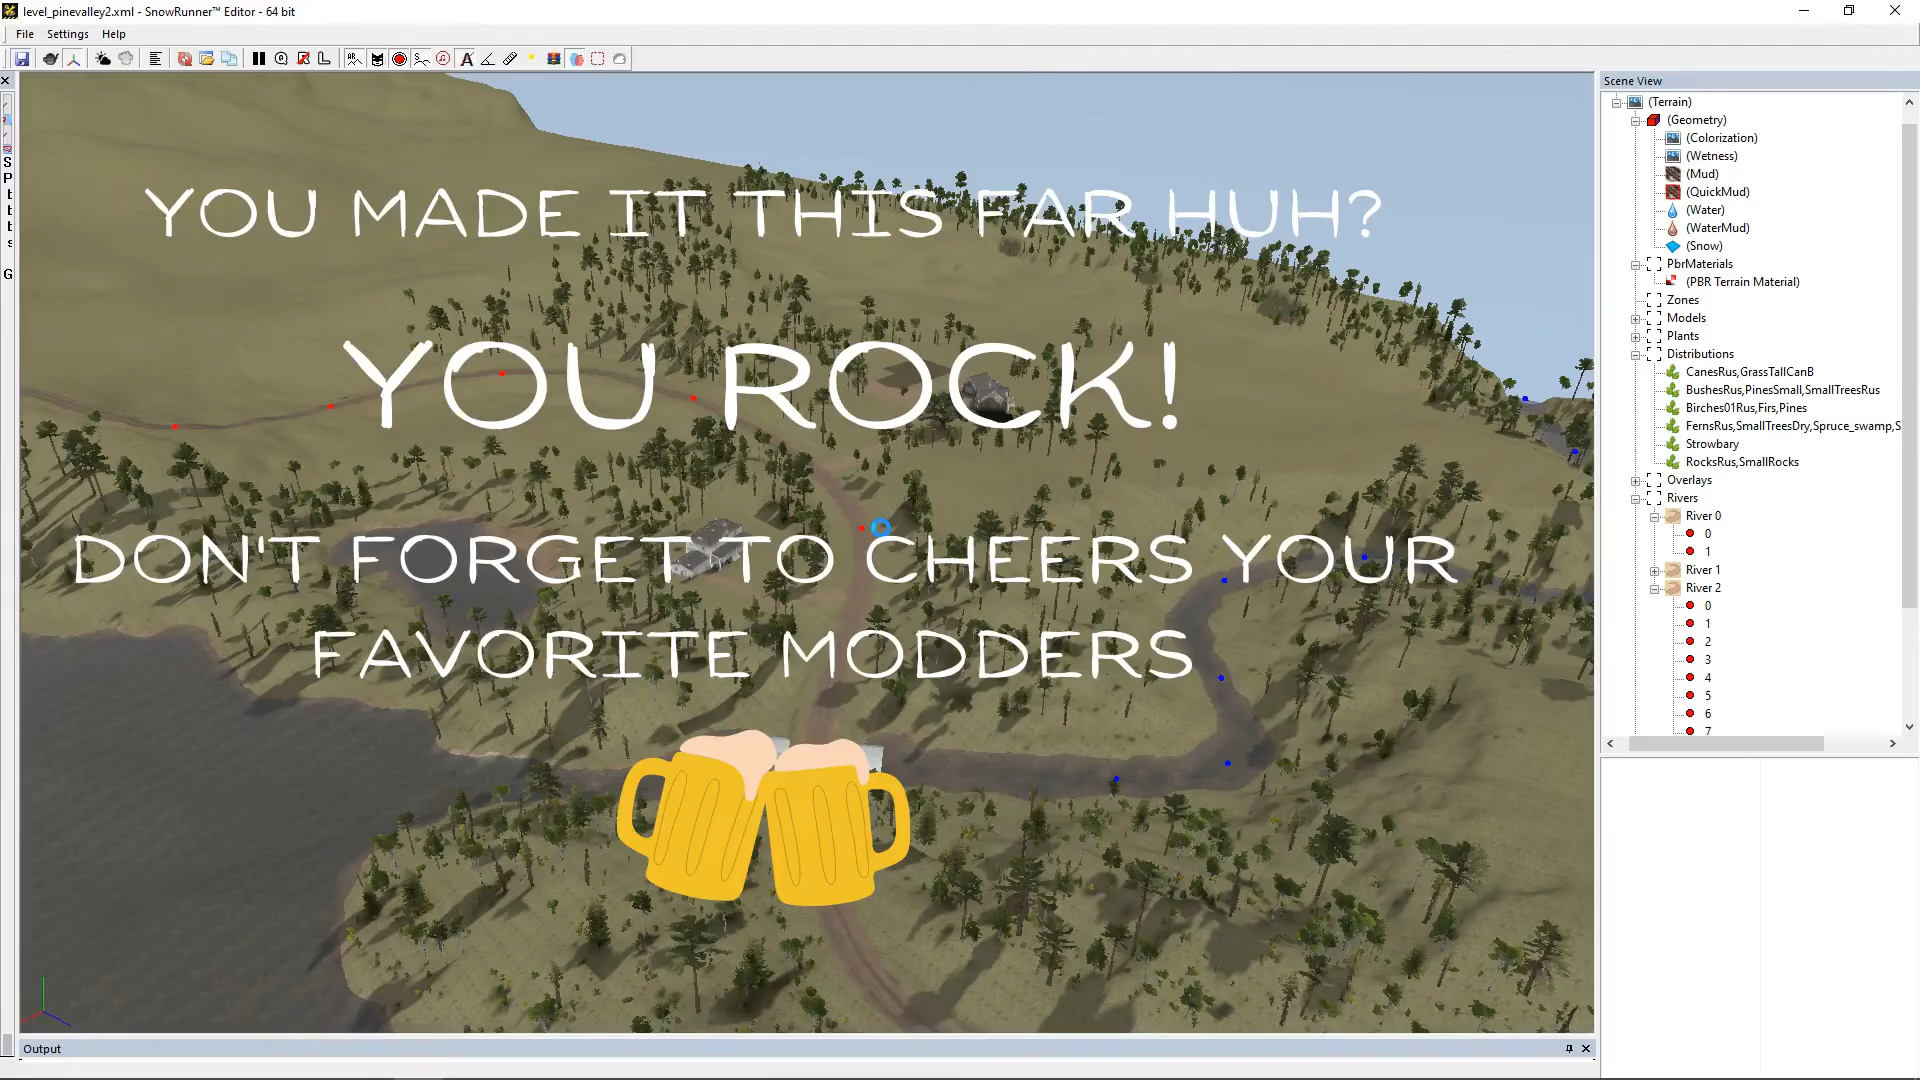 level_pinevalley2.xml - SnowRunner™ Editor - 64 bit
File Settings Help
Scene View
(Terrain)
(Geometry)
(Colorization)
(Wetness)
(Mud)
(QuickMud)
(Water)
(WaterMud)
(Snow)
PbrMaterials
(PBR Terrain Material)
Zones
Models
Plants
Distributions
CanesRus,GrassTallCanB
BushesRus,PinesSmall,SmallTreesRus
Birches01Rus,Firs,Pines
FernsRus,SmallTreesDry,Spruce_swamp,S
Strowbary
RocksRus,SmallRocks
Overlays
Rivers
River 0
0
1
River 1
River 2
0
1
2
3
4
5
6
7
S
P
b
b
b
s
G
YOU MADE IT THIS FAR HUH?
YOU ROCK!
DON'T FORGET TO CHEERS YOUR
FAVORITE MODDERS
Output